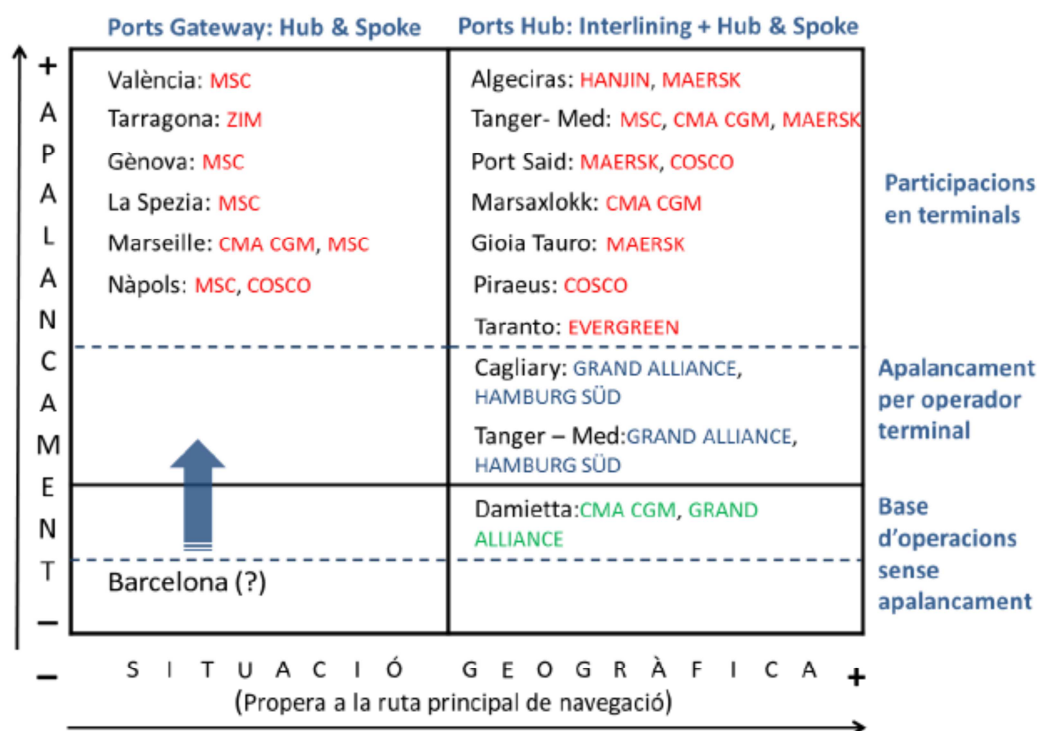 Ports Gateway: Hub & Spoke
Ports Hub: Interlining + Hub & Spoke
+
A
P
A
L
A
N
C
A
M
E
N
T
–
València: MSC
Tarragona: ZIM
Gènova: MSC
La Spezia: MSC
Marseille: CMA CGM, MSC
Nàpols: MSC, COSCO
Barcelona (?)
Algeciras: HANJIN, MAERSK
Tanger- Med: MSC, CMA CGM, MAERSK
Port Said: MAERSK, COSCO
Marsaxlokk: CMA CGM
Gioia Tauro: MAERSK
Piraeus: COSCO
Taranto: EVERGREEN
Cagliary: GRAND ALLIANCE,
HAMBURG SÜD
Tanger – Med:GRAND ALLIANCE,
HAMBURG SÜD
Damietta:CMA CGM, GRAND
ALLIANCE
Participacions
en terminals
Apalancament
per operador
terminal
Base
d'operacions
sense
apalancament
– S I T U A C I Ó G E O G R À F I C A +
(Propera a la ruta principal de navegació)